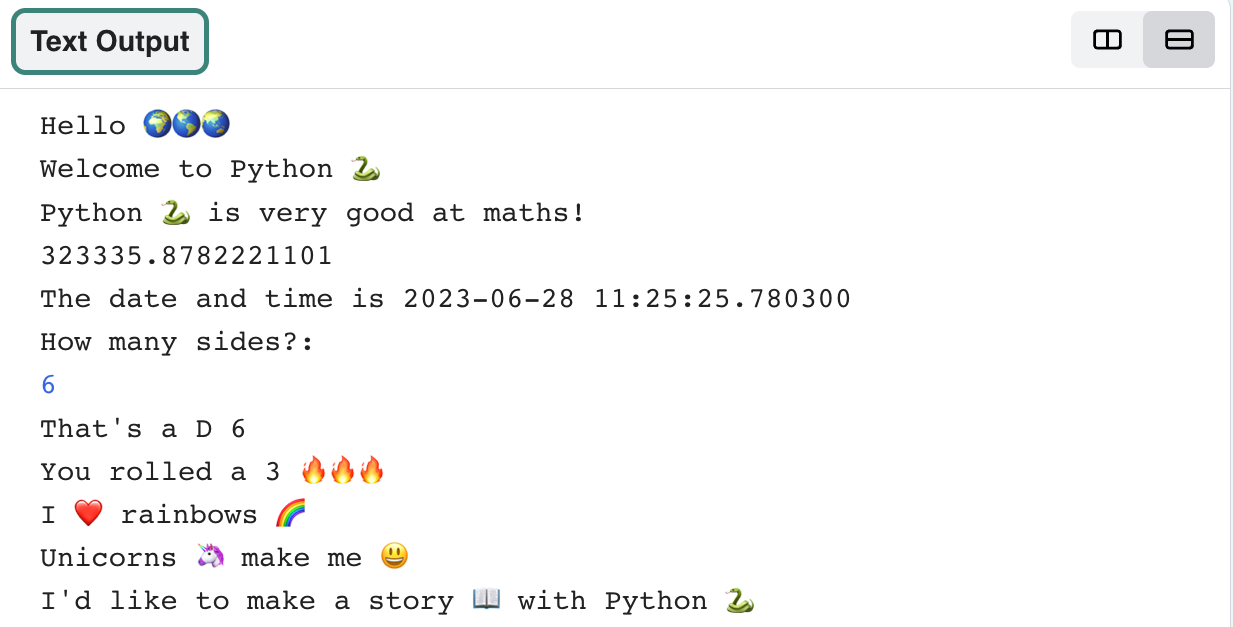 Text Output
Hello 🌍🌎🌏
Welcome to Python 🐍
Python 🐍 is very good at maths!
323335.8782221101
The date and time is 2023-06-28 11:25:25.780300
How many sides?:
6
That's a D 6
You rolled a 3 🔥🔥🔥
I ❤️ rainbows 🌈
Unicorns 🦄 make me 😃
I'd like to make a story 📖 with Python 🐍